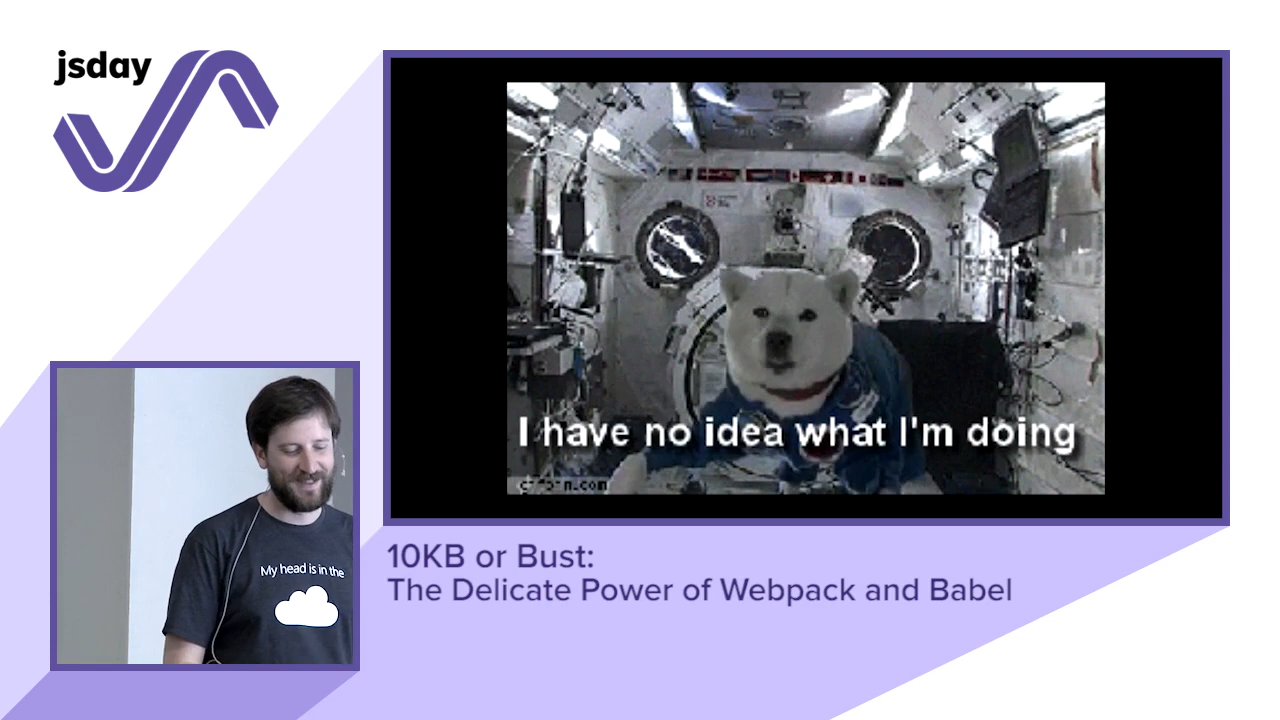 jsday
I have no idea what I'm doing
My head is in the
10KB or Bust:
The Delicate Power of Webpack and Babel